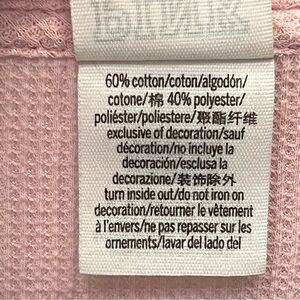 PINK
60% cotton/coton/algodón/
cotone/棉 40% polyester/
poliéster/poliestere/聚酯纤维
exclusive of decoration/sauf
décoration/no incluye la
decoración/esclusa la
decorazione/装饰除外
turn inside out/do not iron on
decoration/retourner le vêtement
à l'envers/ne pas repasser sur les
ornements/lavar del lado del